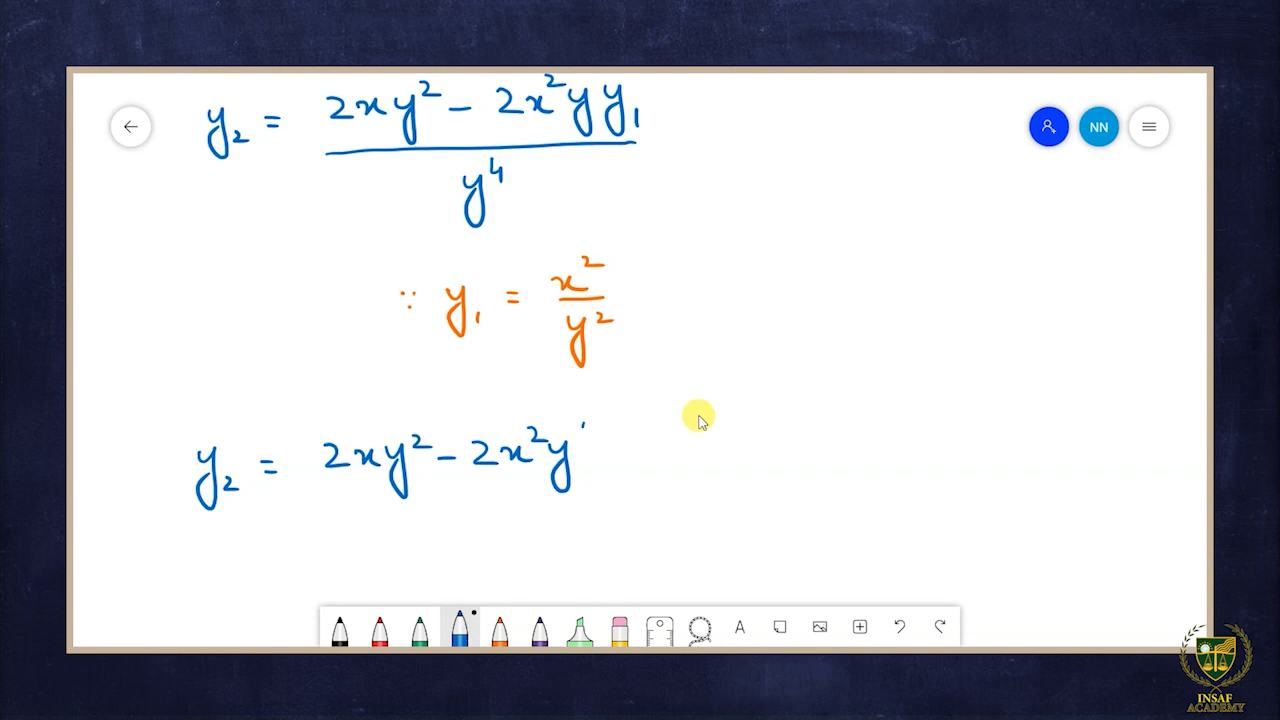 y₂ = 2xy² − 2x²yy₁
y⁴
∵ y₁ = x²
y²
y₂ = 2xy² − 2x²y
NN
A
INSAF
ACADEMY